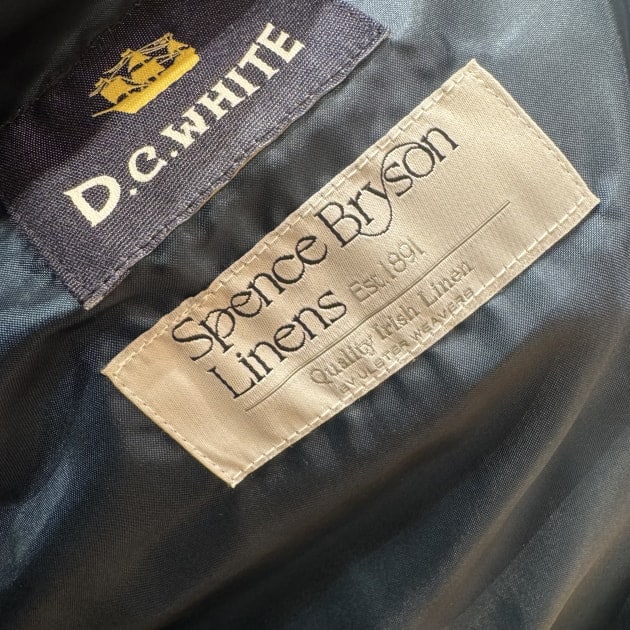 D.C.WHITE
Spence Bryson
Linens Est.1891
Quality Irish Linen
BY ULSTER WEAVERS